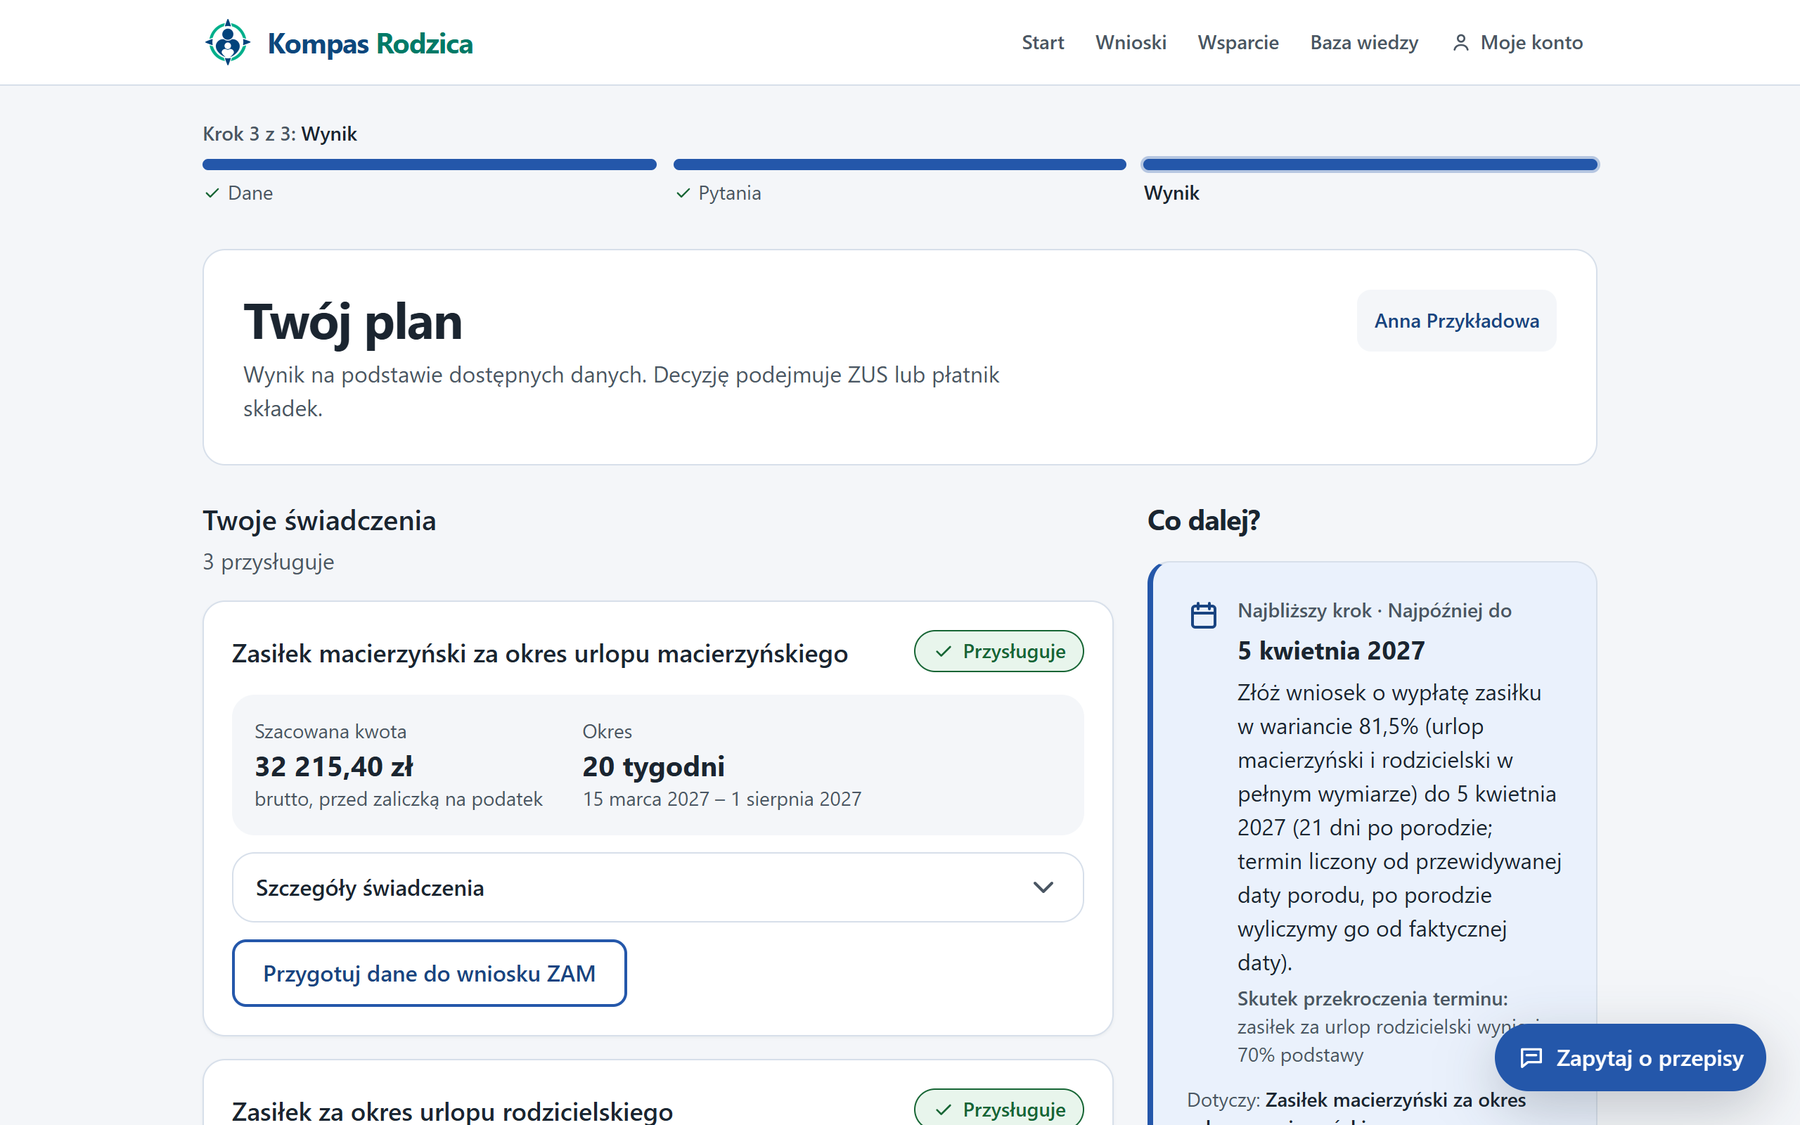 Kompas Rodzica
Start
Wnioski
Wsparcie
Baza wiedzy
Moje konto
Krok 3 z 3: Wynik
Dane
Pytania
Wynik
Twój plan
Anna Przykładowa
Wynik na podstawie dostępnych danych. Decyzję podejmuje ZUS lub płatnik
składek.
Twoje świadczenia
3 przysługuje
Zasiłek macierzyński za okres urlopu macierzyńskiego
Przysługuje
Szacowana kwota
32 215,40 zł
brutto, przed zaliczką na podatek
Okres
20 tygodni
15 marca 2027 – 1 sierpnia 2027
Szczegóły świadczenia
Przygotuj dane do wniosku ZAM
Zasiłek za okres urlopu rodzicielskiego
Przysługuje
Co dalej?
Najbliższy krok · Najpóźniej do
5 kwietnia 2027
Złóż wniosek o wypłatę zasiłku
w wariancie 81,5% (urlop
macierzyński i rodzicielski w
pełnym wymiarze) do 5 kwietnia
2027 (21 dni po porodzie;
termin liczony od przewidywanej
daty porodu, po porodzie
wyliczymy go od faktycznej
daty).
Skutek przekroczenia terminu:
zasiłek za urlop rodzicielski
70% podstawy
Dotyczy: Zasiłek macierzyński za okres
Zapytaj o przepisy